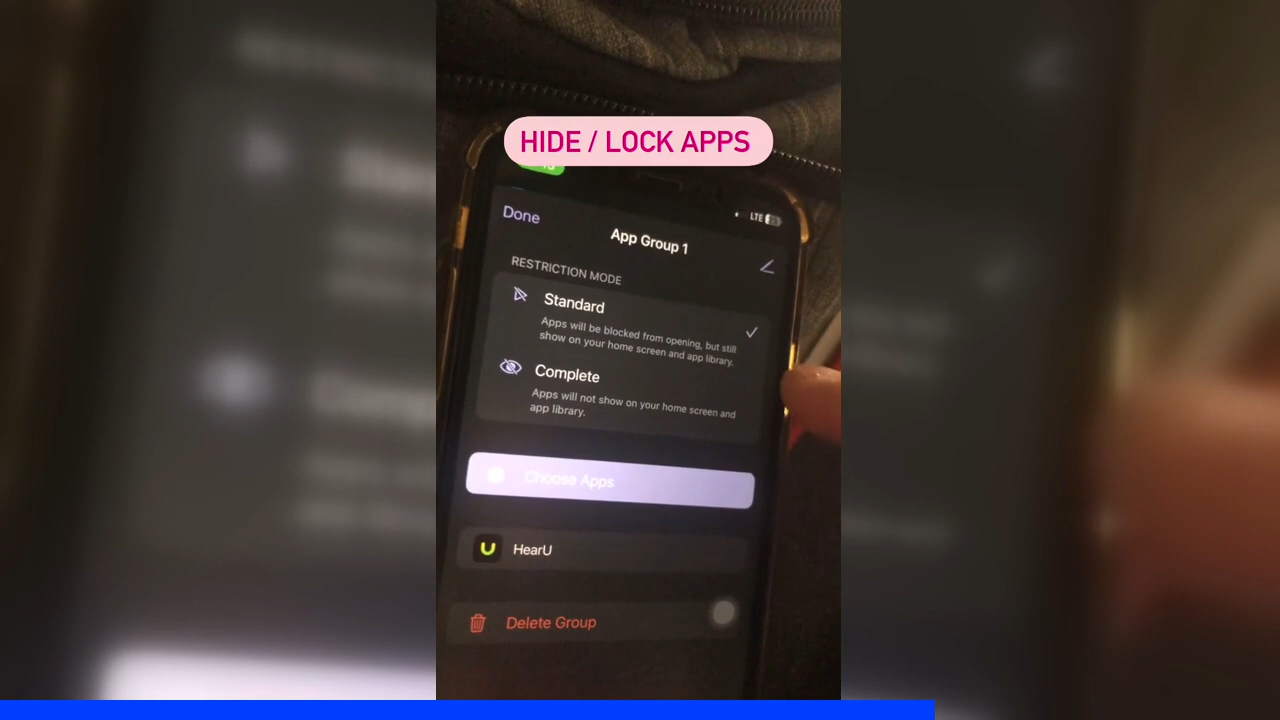 HIDE / LOCK APPS
LTE
Done
App Group 1
RESTRICTION MODE
Standard
Apps will be blocked from opening, but still
show on your home screen and app library.
Complete
Apps will not show on your home screen and
app library.
Choose Apps
HearU
Delete Group